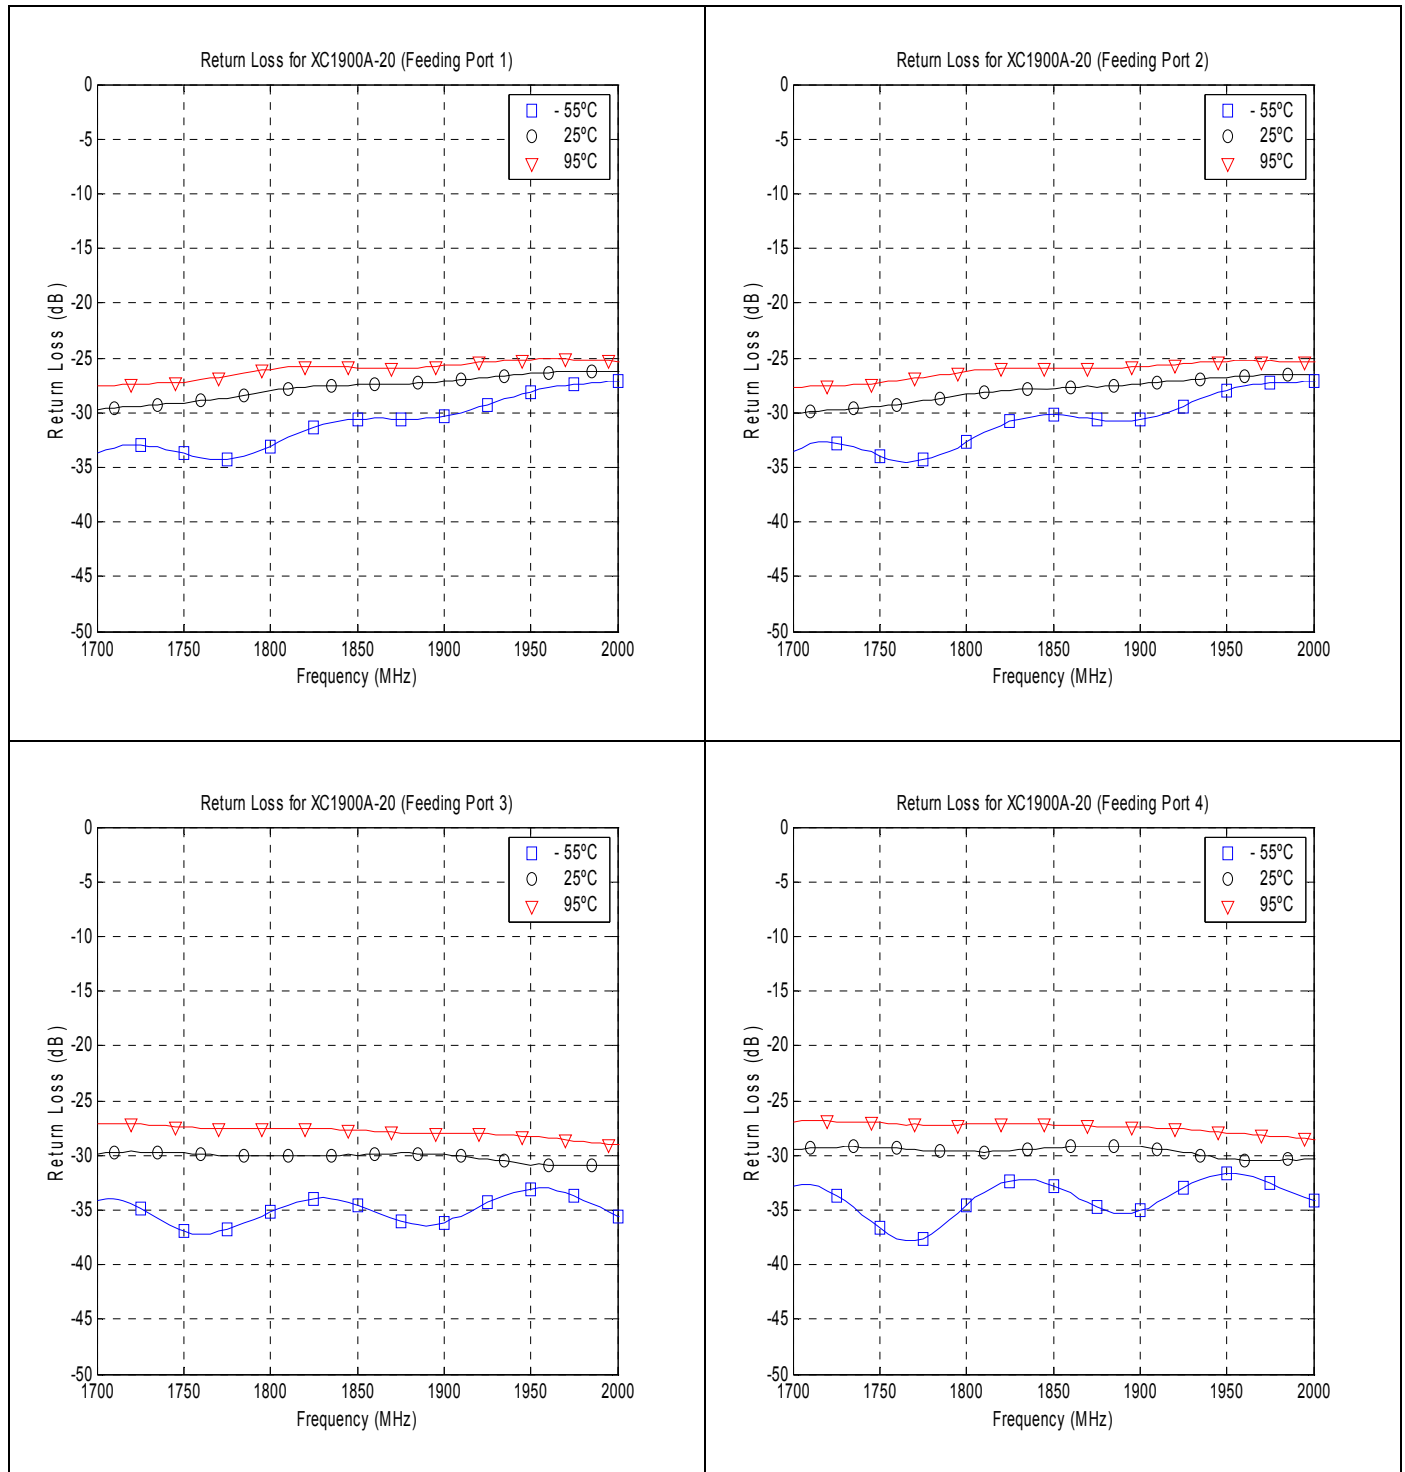 Return Loss for XC1900A-20 (Feeding Port 1)
0
-5
-10
-15
-20
-25
-30
-35
-40
-45
-50
Return Loss (dB)
- 55ºC
25ºC
95ºC
1700 1750 1800 1850 1900 1950 2000
Frequency (MHz)
Return Loss for XC1900A-20 (Feeding Port 2)
0
-5
-10
-15
-20
-25
-30
-35
-40
-45
-50
Return Loss (dB)
- 55ºC
25ºC
95ºC
1700 1750 1800 1850 1900 1950 2000
Frequency (MHz)
Return Loss for XC1900A-20 (Feeding Port 3)
0
-5
-10
-15
-20
-25
-30
-35
-40
-45
-50
Return Loss (dB)
- 55ºC
25ºC
95ºC
1700 1750 1800 1850 1900 1950 2000
Frequency (MHz)
Return Loss for XC1900A-20 (Feeding Port 4)
0
-5
-10
-15
-20
-25
-30
-35
-40
-45
-50
Return Loss (dB)
- 55ºC
25ºC
95ºC
1700 1750 1800 1850 1900 1950 2000
Frequency (MHz)